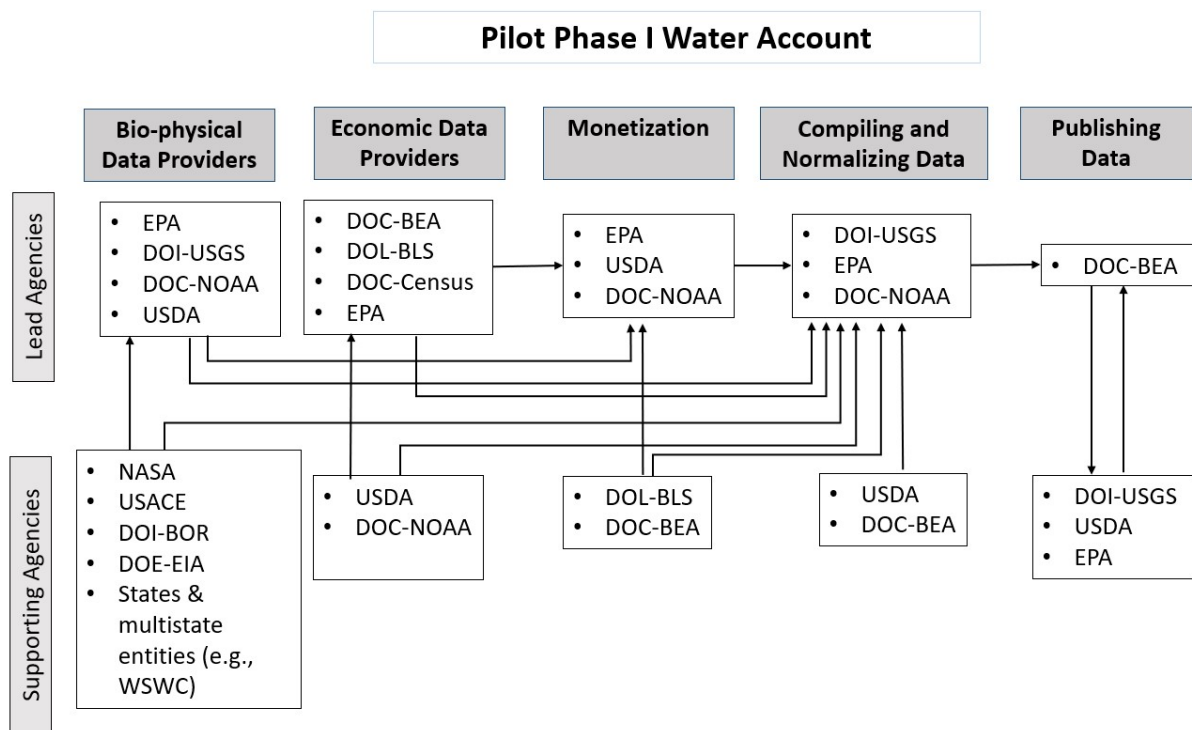 Pilot Phase I Water Account
Bio-physical
Data Providers
Economic Data
Providers
Monetization
Compiling and
Normalizing Data
Publishing
Data
Lead Agencies
• EPA
• DOI-USGS
• DOC-NOAA
• USDA
• DOC-BEA
• DOL-BLS
• DOC-Census
• EPA
• EPA
• USDA
• DOC-NOAA
• DOI-USGS
• EPA
• DOC-NOAA
• DOC-BEA
Supporting Agencies
• NASA
• USACE
• DOI-BOR
• DOE-EIA
• States &
multistate
entities (e.g.,
WSWC)
• USDA
• DOC-NOAA
• DOL-BLS
• DOC-BEA
• USDA
• DOC-BEA
• DOI-USGS
• USDA
• EPA